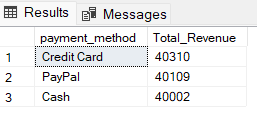 Results Messages
payment_method Total_Revenue
1 Credit Card 40310
2 PayPal 40109
3 Cash 40002